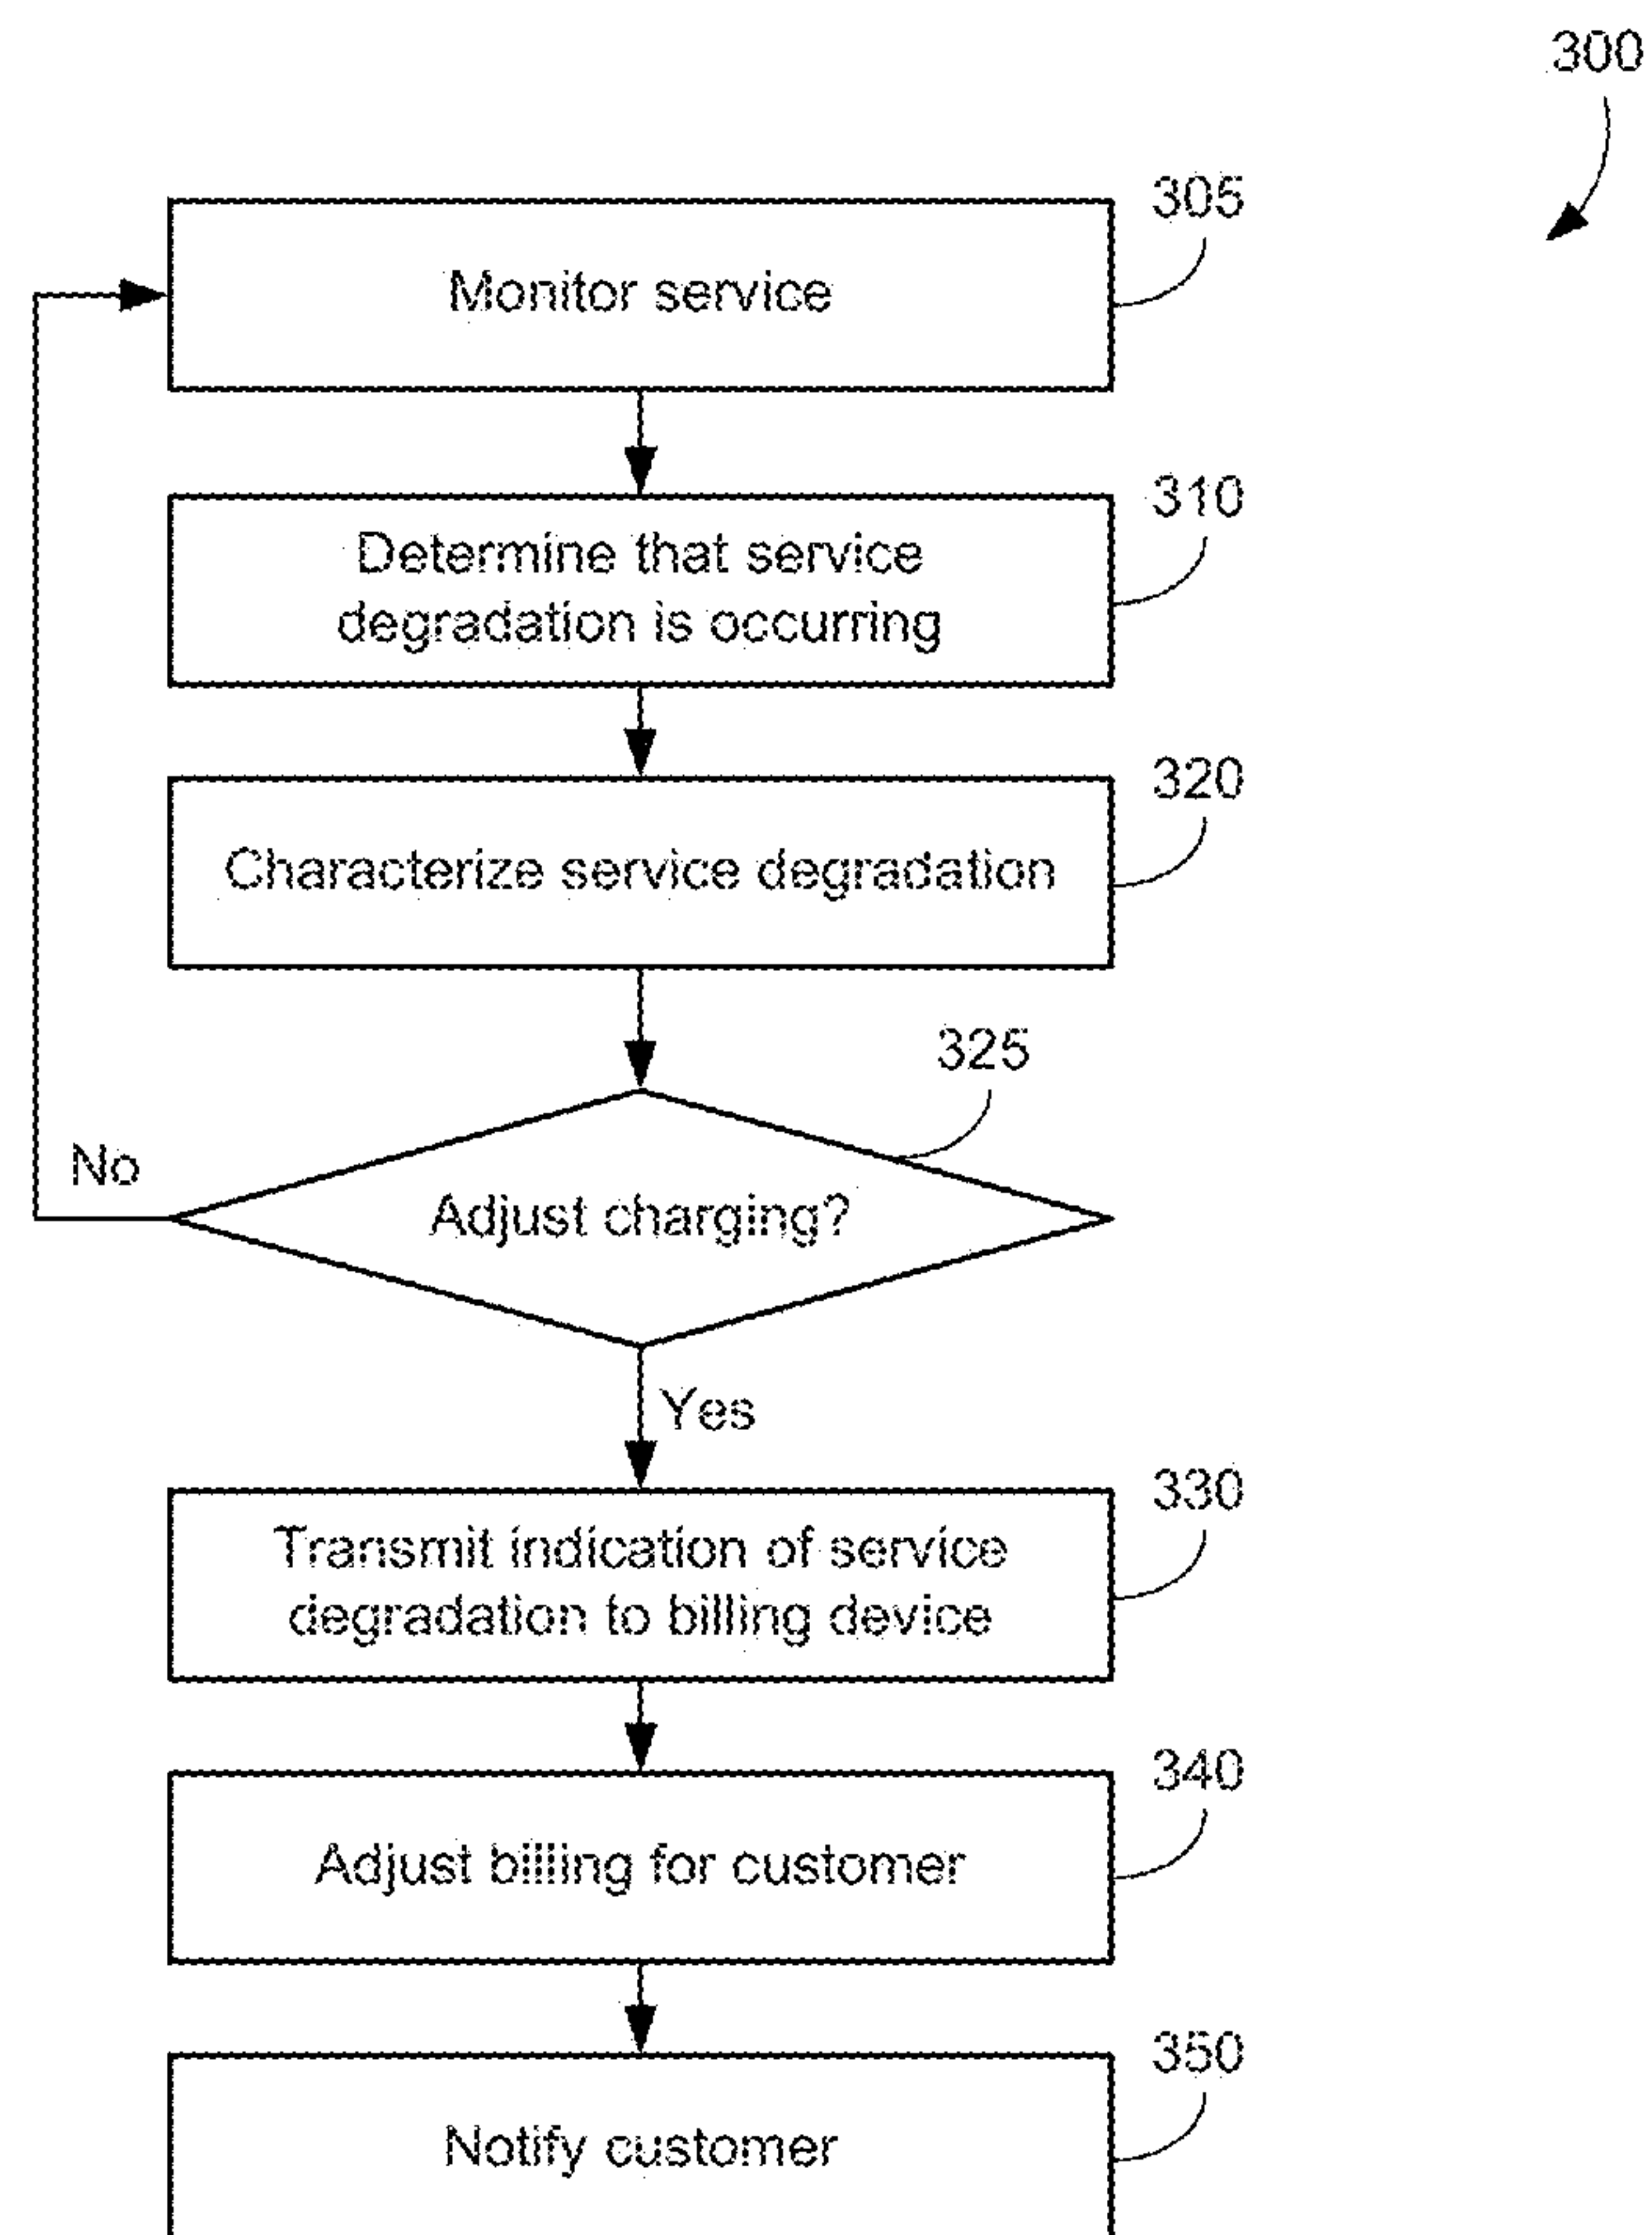 300
305
Monitor service
310
Determine that service
degradation is occurring
320
Characterize service degradation
325
No
Adjust charging?
Yes
330
Transmit indication of service
degradation to billing device
340
Adjust billing for customer
350
Notify customer